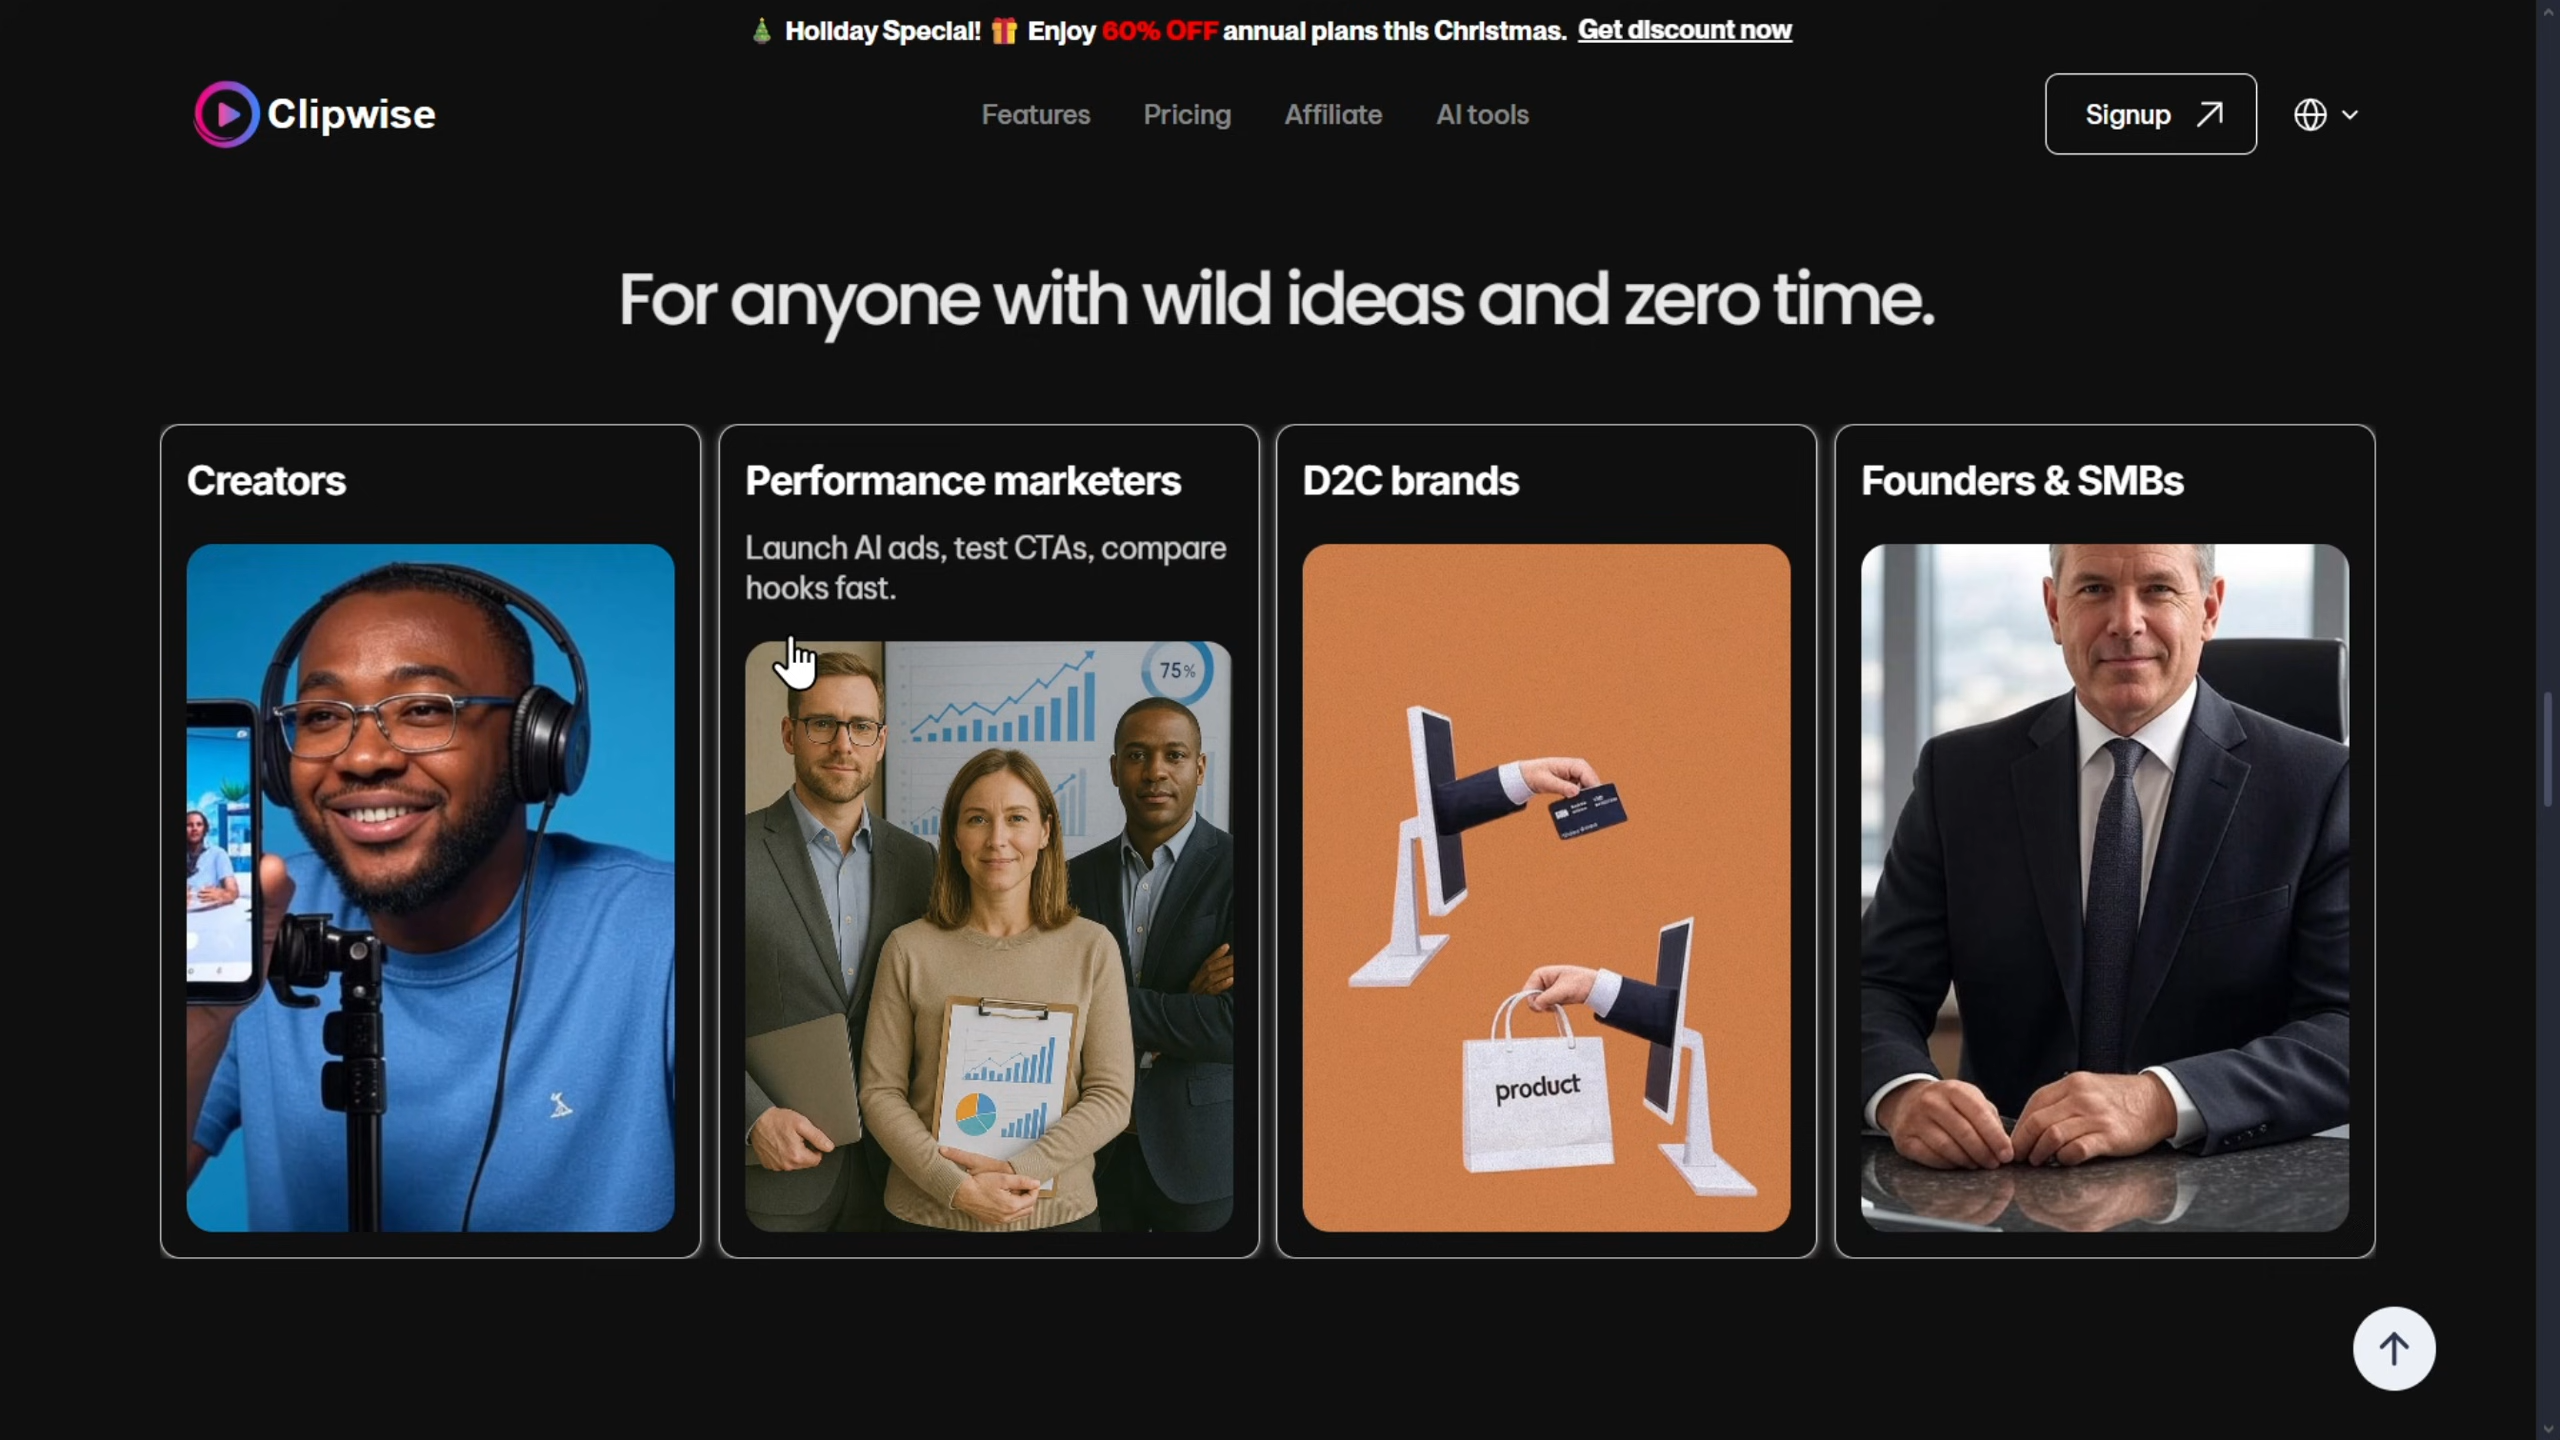 🎄 Holiday Special! 🎁 Enjoy 60% OFF annual plans this Christmas. Get discount now
Clipwise
Features Pricing Affiliate AI tools
Signup
For anyone with wild ideas and zero time.
Creators
Performance marketers
Launch AI ads, test CTAs, compare
hooks fast.
75%
D2C brands
product
Founders & SMBs